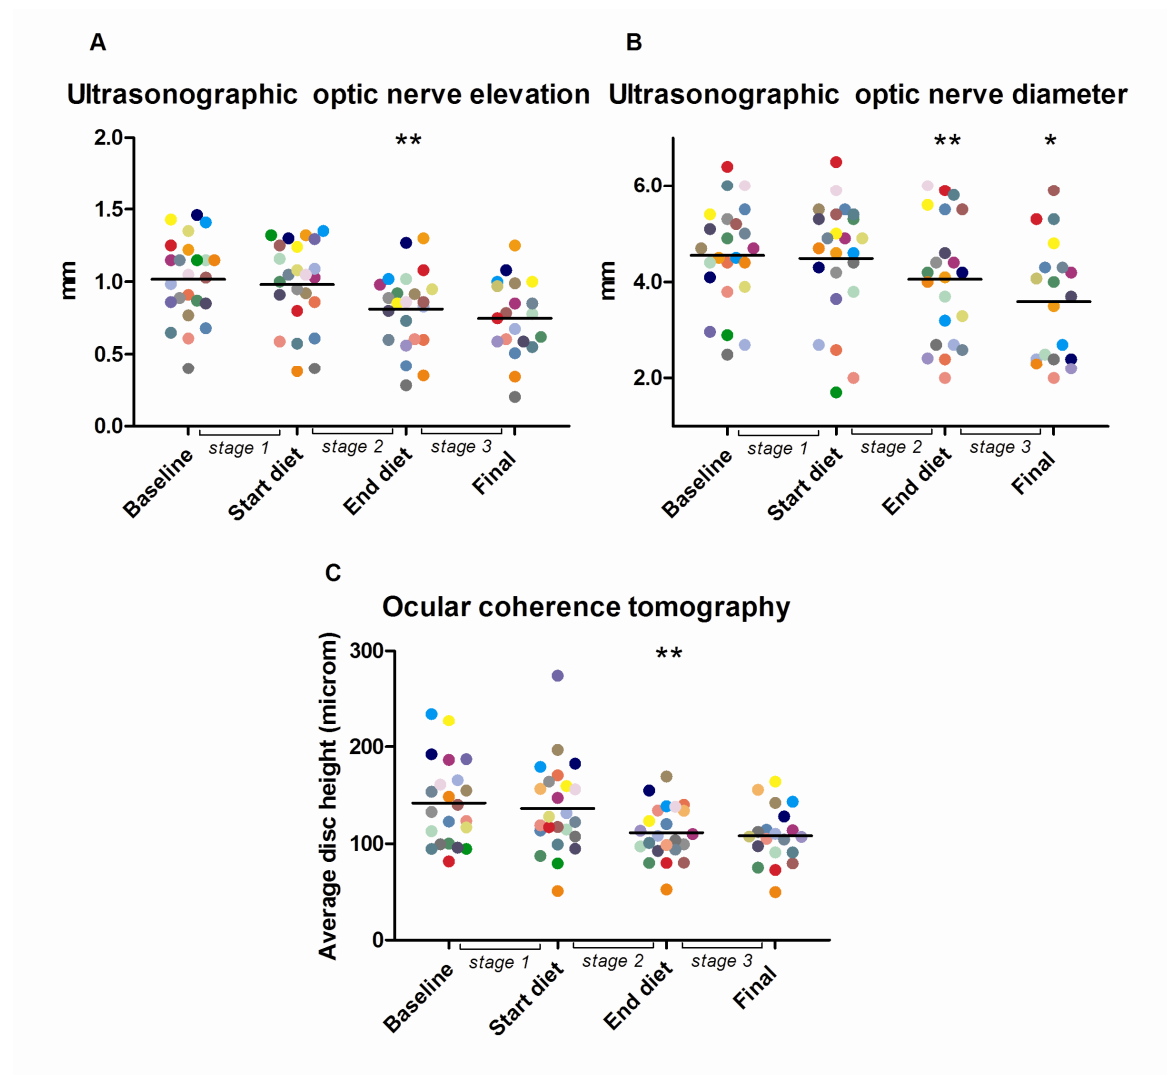 A
Ultrasonographic optic nerve elevation
**
2.0
1.5
1.0
0.5
0.0
mm
stage 1
stage 2
stage 3
Baseline
Start diet
End diet
Final
B
Ultrasonographic optic nerve diameter
**
*
6.0
4.0
2.0
mm
stage 1
stage 2
stage 3
Baseline
Start diet
End diet
Final
C
Ocular coherence tomography
**
300
200
100
0
Average disc height (microm)
stage 1
stage 2
stage 3
Baseline
Start diet
End diet
Final